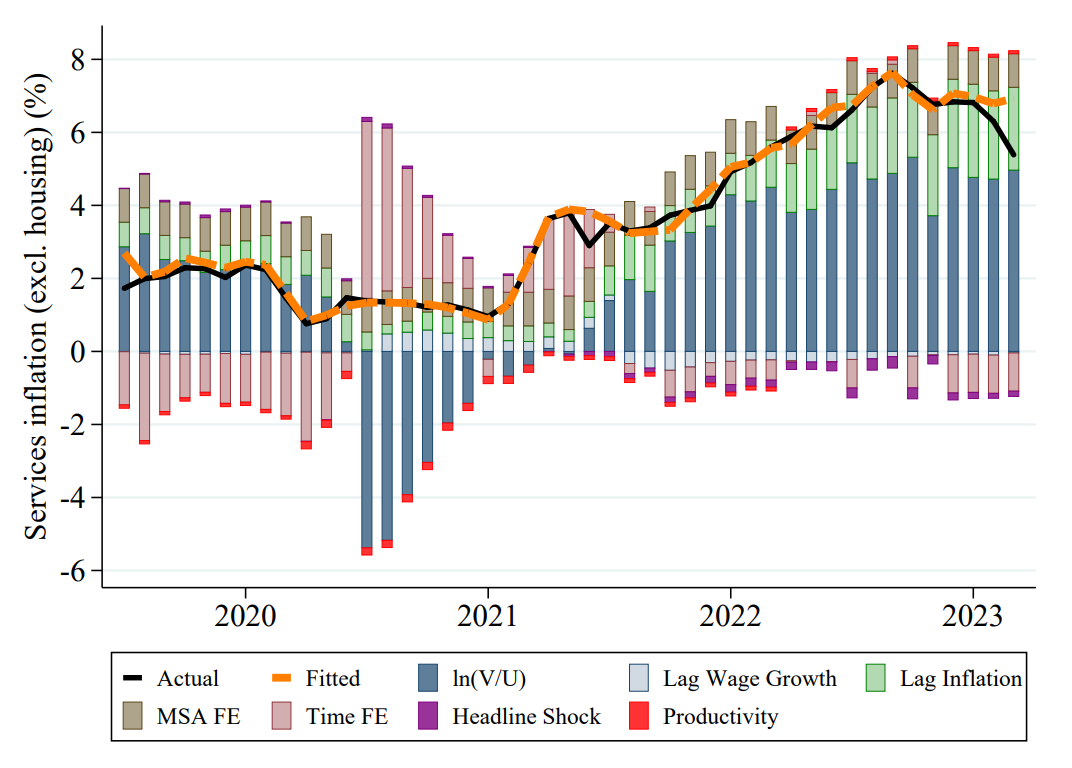 Services inflation (excl. housing) (%)
8
6
4
2
0
-2
-4
-6
2020 2021 2022 2023
Actual Fitted ln(V/U) Lag Wage Growth Lag Inflation
MSA FE Time FE Headline Shock Productivity